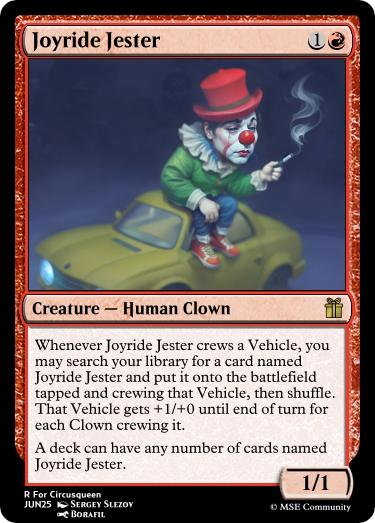 Joyride Jester
1
Creature — Human Clown
Whenever Joyride Jester crews a Vehicle, you
may search your library for a card named
Joyride Jester and put it onto the battlefield
tapped and crewing that Vehicle, then shuffle.
That Vehicle gets +1/+0 until end of turn for
each Clown crewing it.
A deck can have any number of cards named
Joyride Jester.
1/1
R For Circusqueen
JUN25 Sergey Slezov
Borafil
© MSE Community